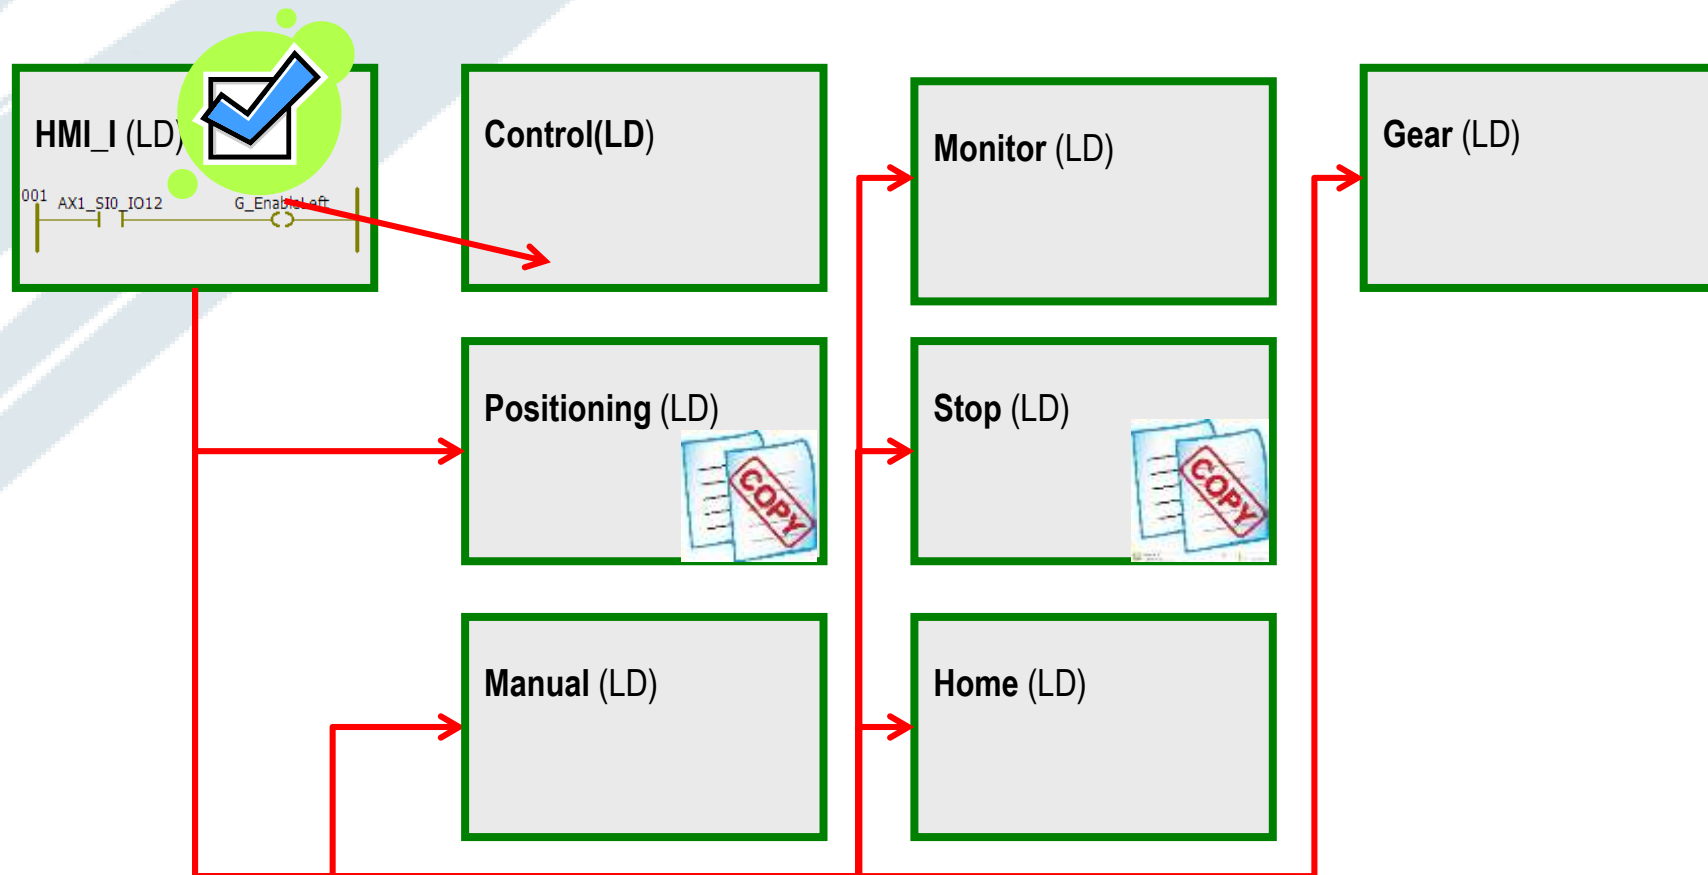 HMI_I (LD)
001
AX1_SI0_IO12
G_EnableLeft
Control(LD)
Monitor (LD)
Gear (LD)
Positioning (LD)
COPY
Stop (LD)
COPY
Manual (LD)
Home (LD)